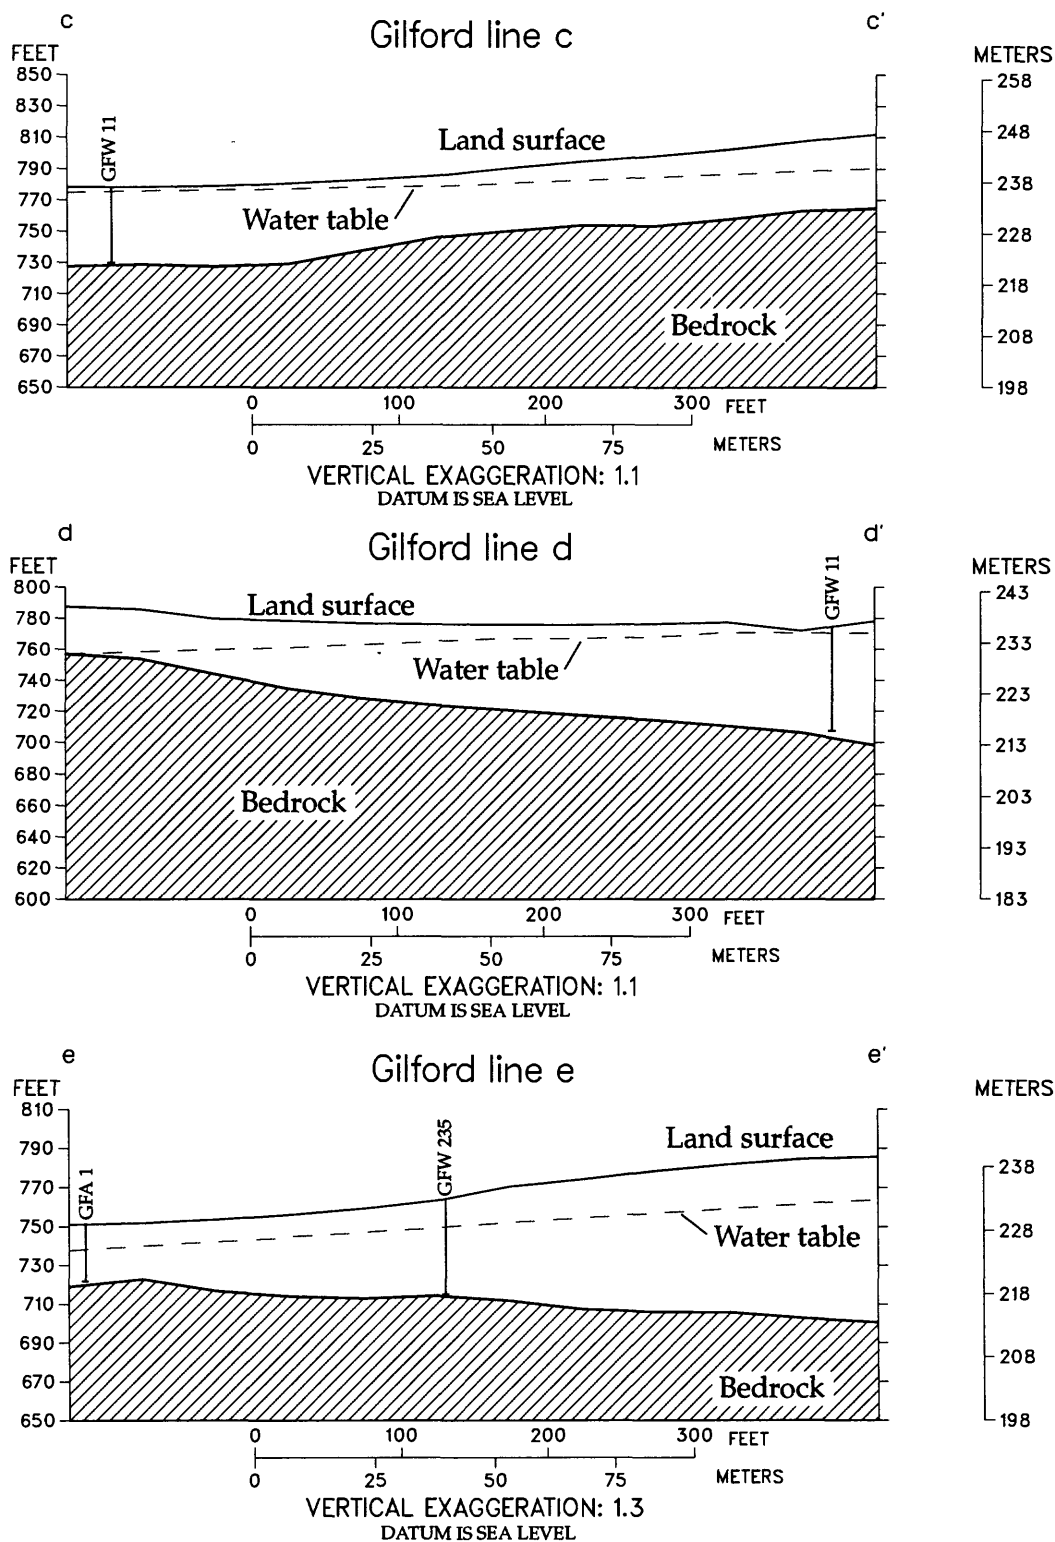 c c'
Gilford line c
FEET METERS
850 258
830
810 248
790
770 238
750
730 228
710 218
690 208
670
650 198
GFW 11
Land surface
Water table
Bedrock
0 100 200 300 FEET
0 25 50 75 METERS
VERTICAL EXAGGERATION: 1.1
DATUM IS SEA LEVEL
d d'
Gilford line d
FEET METERS
800 243
780
760 233
740
720 223
700 213
680
660 203
640 193
620
600 183
GFW 11
Land surface
Water table
Bedrock
0 100 200 300 FEET
0 25 50 75 METERS
VERTICAL EXAGGERATION: 1.1
DATUM IS SEA LEVEL
e e'
Gilford line e
FEET METERS
810
790 238
770
750 228
730
710 218
690 208
670
650 198
GFA 1
GFW 235
Land surface
Water table
Bedrock
0 100 200 300 FEET
0 25 50 75 METERS
VERTICAL EXAGGERATION: 1.3
DATUM IS SEA LEVEL